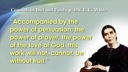 "Accompanied by the
power of persuasion, the
power of prayer, the power
of the love of God, this
work will not, cannot, be
without fruit."